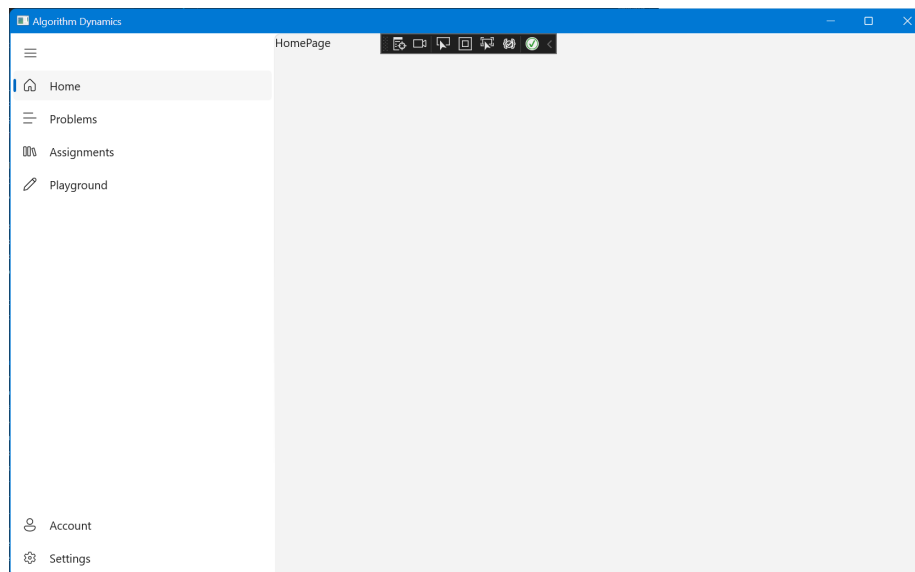 Algorithm Dynamics
HomePage
Home
Problems
Assignments
Playground
Account
Settings